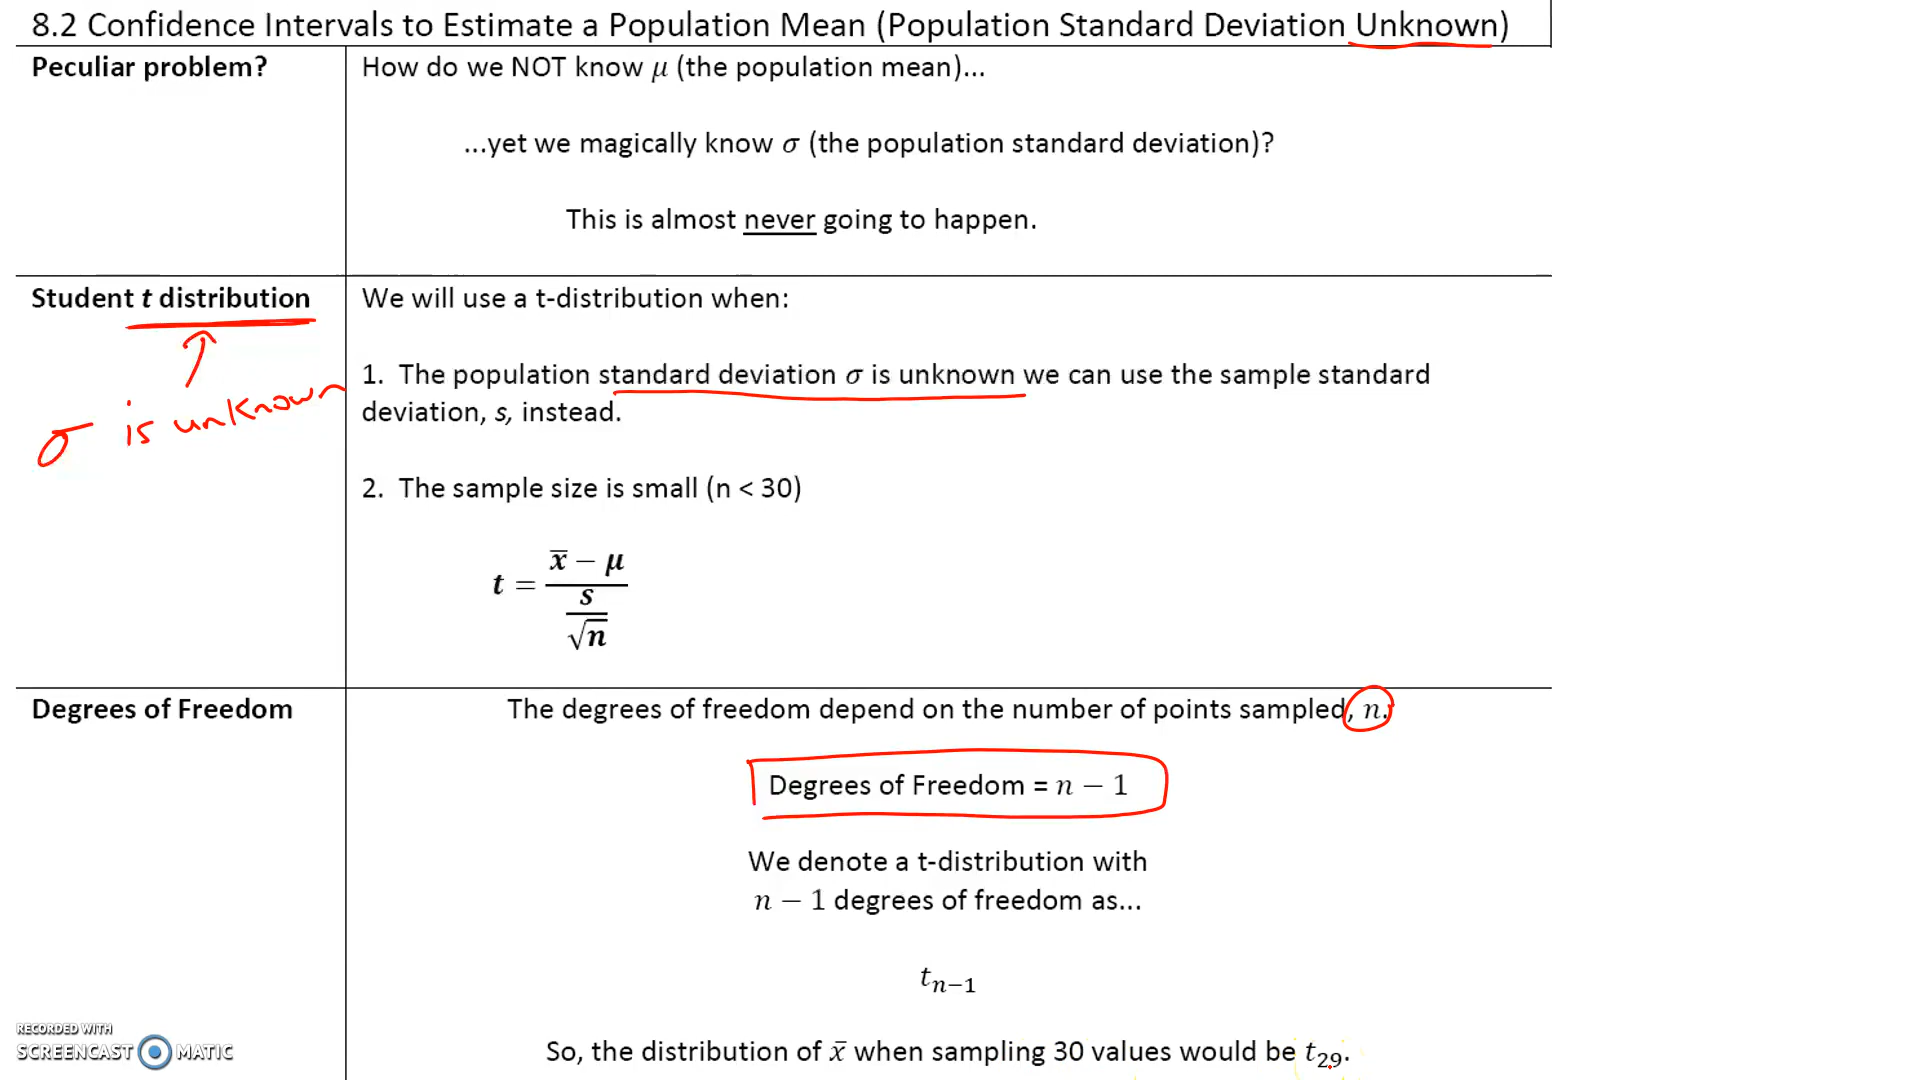 8.2 Confidence Intervals to Estimate a Population Mean (Population Standard Deviation Unknown)
Peculiar problem?
How do we NOT know μ (the population mean)...
...yet we magically know σ (the population standard deviation)?
This is almost never going to happen.
Student t distribution
σ is unknown
We will use a t-distribution when:
1. The population standard deviation σ is unknown we can use the sample standard
deviation, s, instead.
2. The sample size is small (n < 30)
t = (x̄ − μ) / (s / √n)
Degrees of Freedom
The degrees of freedom depend on the number of points sampled, n.
Degrees of Freedom = n − 1
We denote a t-distribution with
n − 1 degrees of freedom as...
tₙ₋₁
So, the distribution of x̄ when sampling 30 values would be t₂₉.
RECORDED WITH
SCREENCAST MATIC